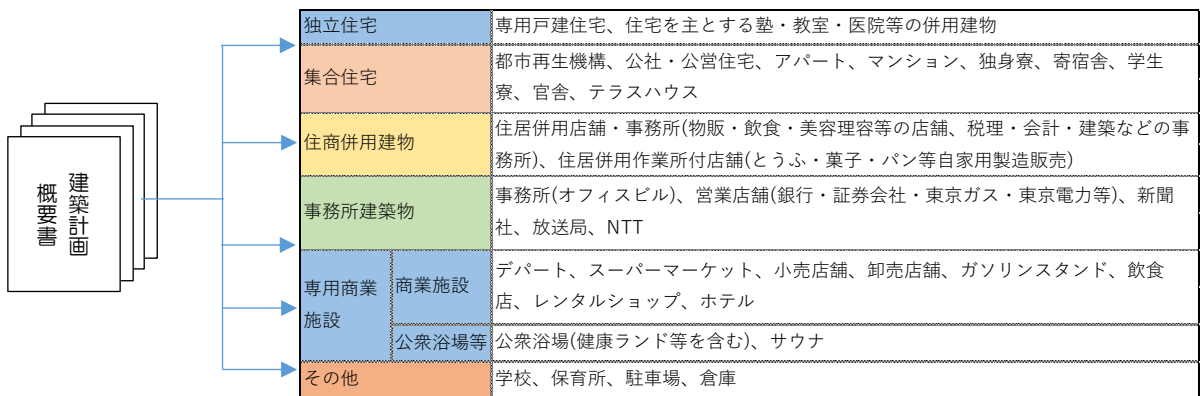 建築計画
概要書
独立住宅
専用戸建住宅、住宅を主とする塾・教室・医院等の併用建物
集合住宅
都市再生機構、公社・公営住宅、アパート、マンション、独身寮、寄宿舎、学生
寮、官舎、テラスハウス
住商併用建物
住居併用店舗・事務所(物販・飲食・美容理容等の店舗、税理・会計・建築などの事
務所)、住居併用作業所付店舗(とうふ・菓子・パン等自家用製造販売)
事務所建築物
事務所(オフィスビル)、営業店舗(銀行・証券会社・東京ガス・東京電力等)、新聞
社、放送局、NTT
専用商業
施設
商業施設
デパート、スーパーマーケット、小売店舗、卸売店舗、ガソリンスタンド、飲食
店、レンタルショップ、ホテル
公衆浴場等
公衆浴場(健康ランド等を含む)、サウナ
その他
学校、保育所、駐車場、倉庫